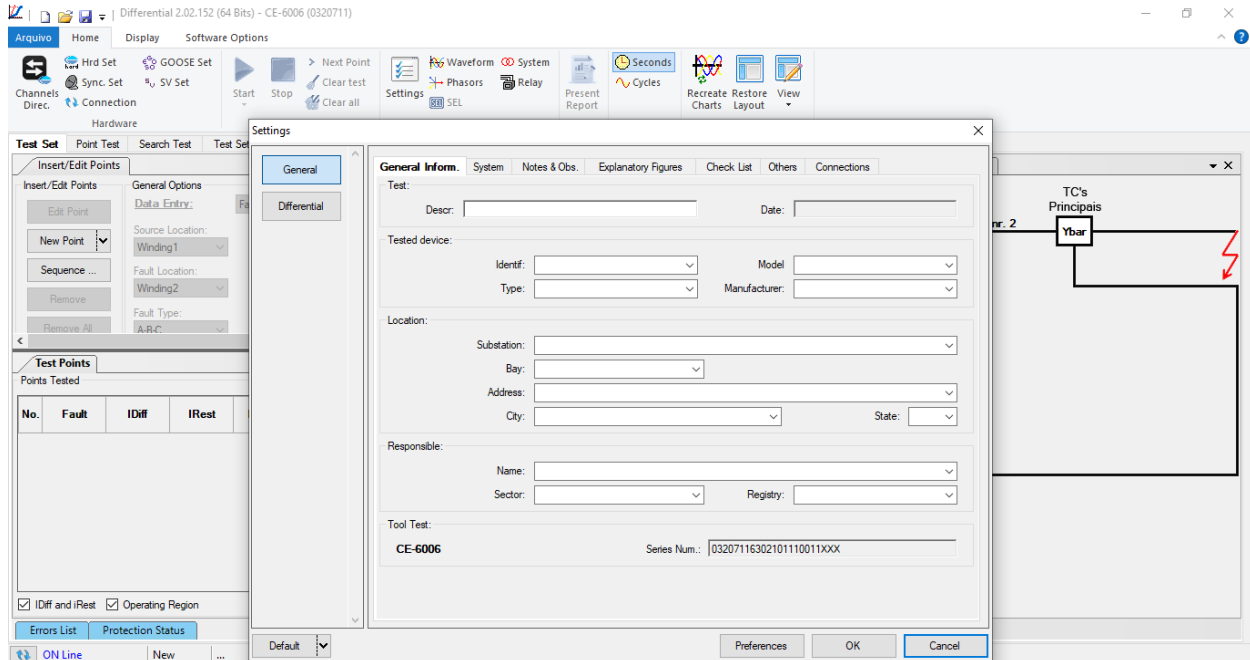 Differential 2.02.152 (64 Bits) - CE-6006 (0320711)
Arquivo Home Display Software Options
Hrd Set GOOSE Set > Next Point Waveform System Seconds
Sync. Set SV Set Clear test Phasors Relay Cycles
Channels Direc. Connection Start Stop Clear all Settings SEL Present Report Recreate Charts Restore Layout View
Hardware
Test Set Point Test Search Test Test Set
Insert/Edit Points
Insert/Edit Points General Options
Edit Point Data Entry: Fa
New Point Source Location:
Winding1
Sequence ... Fault Location:
Remove Winding2
Fault Type:
Remove All A-B-C
Test Points
Points Tested
No. Fault IDiff IRest
IDiff and iRest Operating Region
Errors List Protection Status
ON Line New ...
Settings
General
Differential
General Inform. System Notes & Obs. Explanatory Figures Check List Others Connections
Test:
Descr: Date:
Tested device:
Identif: Model
Type: Manufacturer:
Location:
Substation:
Bay:
Address:
City: State:
Responsible:
Name:
Sector: Registry:
Tool Test:
CE-6006 Series Num.: 03207116302101110011XXX
Default Preferences OK Cancel
TC's
Principais
nr. 2 Ybar